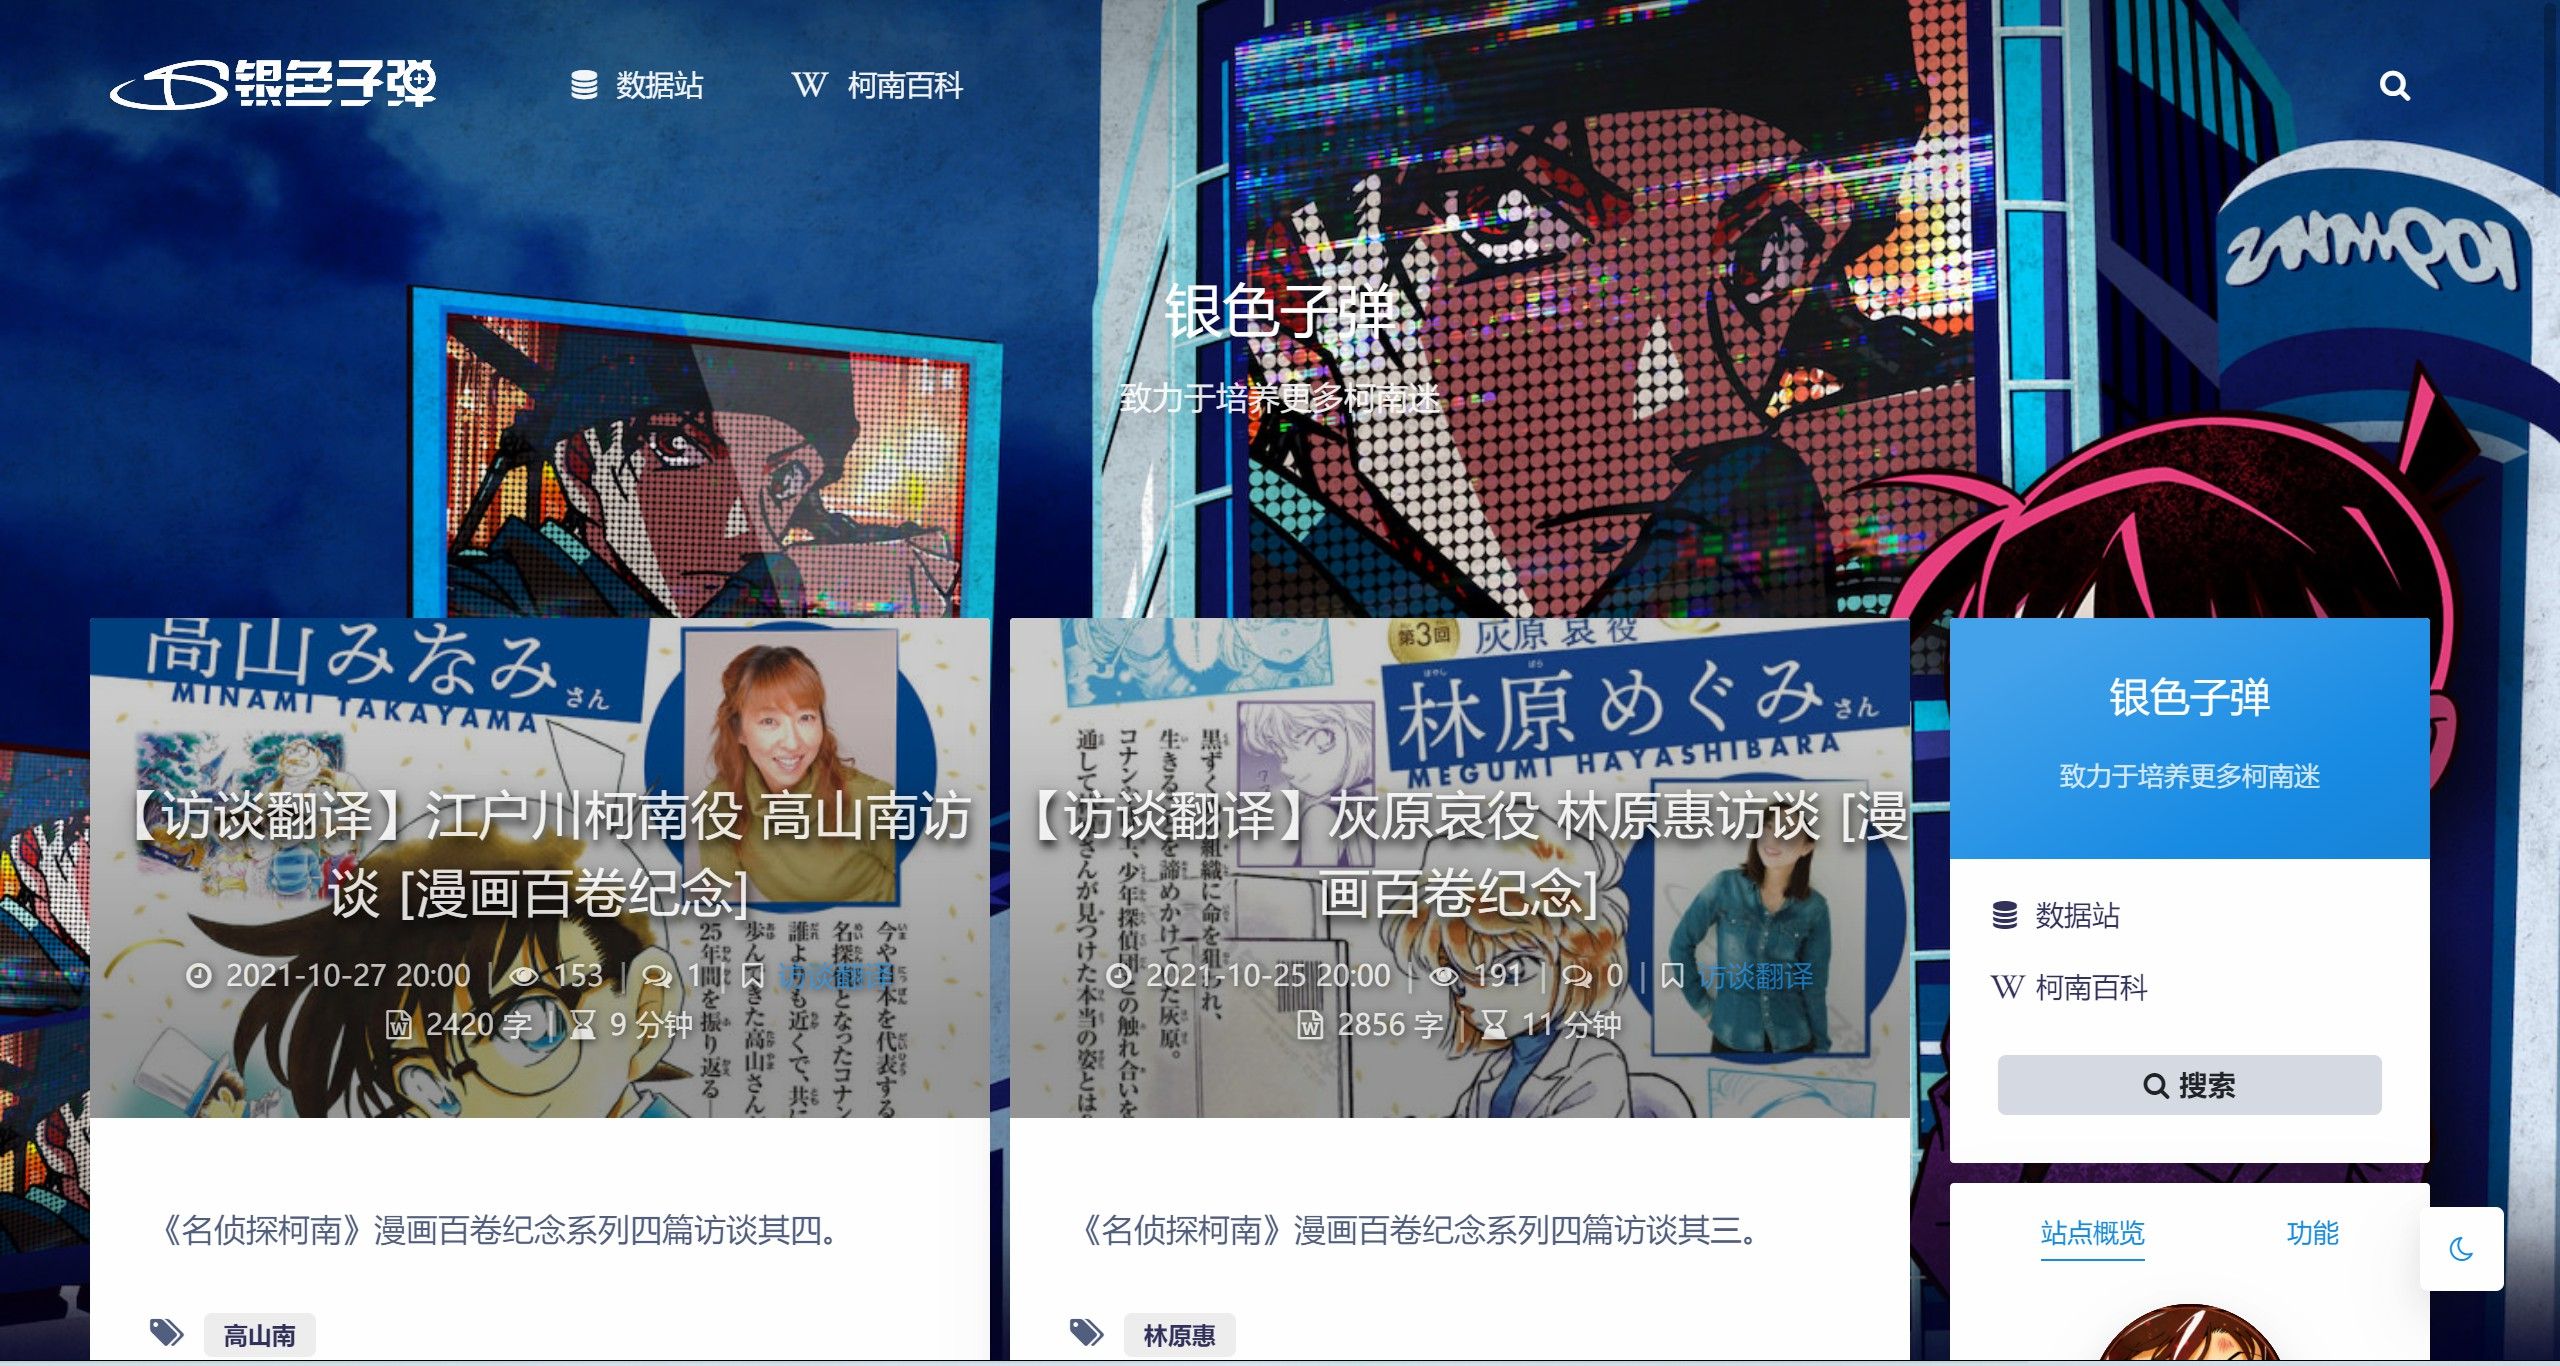 银色子弹
数据站
柯南百科
银色子弹
致力于培养更多柯南迷
高山みなみさん
MINAMI TAKAYAMA
【访谈翻译】江户川柯南役 高山南访
谈 [漫画百卷纪念]
2021-10-27 20:00 | 153 | 1 | 访谈翻译
2420 字 | 9 分钟
《名侦探柯南》漫画百卷纪念系列四篇访谈其四。
高山南
第3回
灰原哀役
林原めぐみさん
MEGUMI HAYASHIBARA
【访谈翻译】灰原哀役 林原惠访谈 [漫
画百卷纪念]
2021-10-25 20:00 | 191 | 0 | 访谈翻译
2856 字 | 11 分钟
《名侦探柯南》漫画百卷纪念系列四篇访谈其三。
林原惠
银色子弹
致力于培养更多柯南迷
数据站
柯南百科
搜索
站点概览
功能